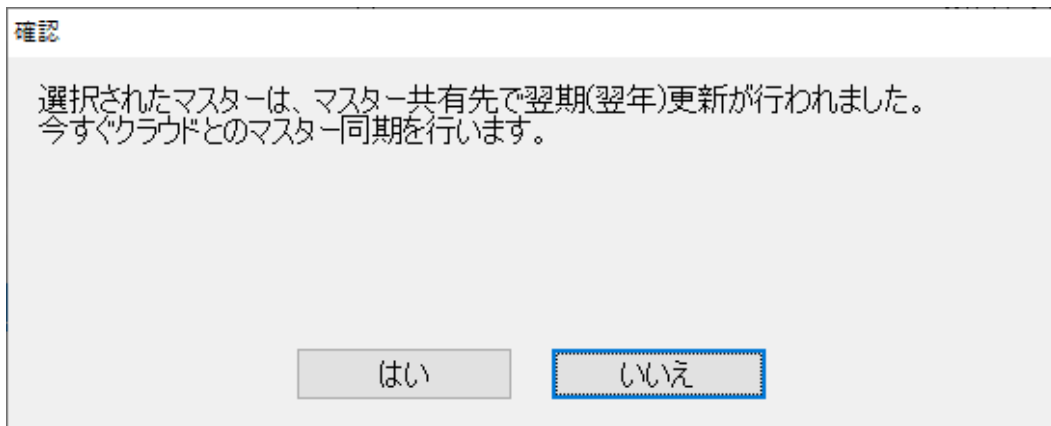 確認
選択されたマスターは、マスター共有先で翌期(翌年)更新が行われました。
今すぐクラウドとのマスター同期を行います。
はい
いいえ